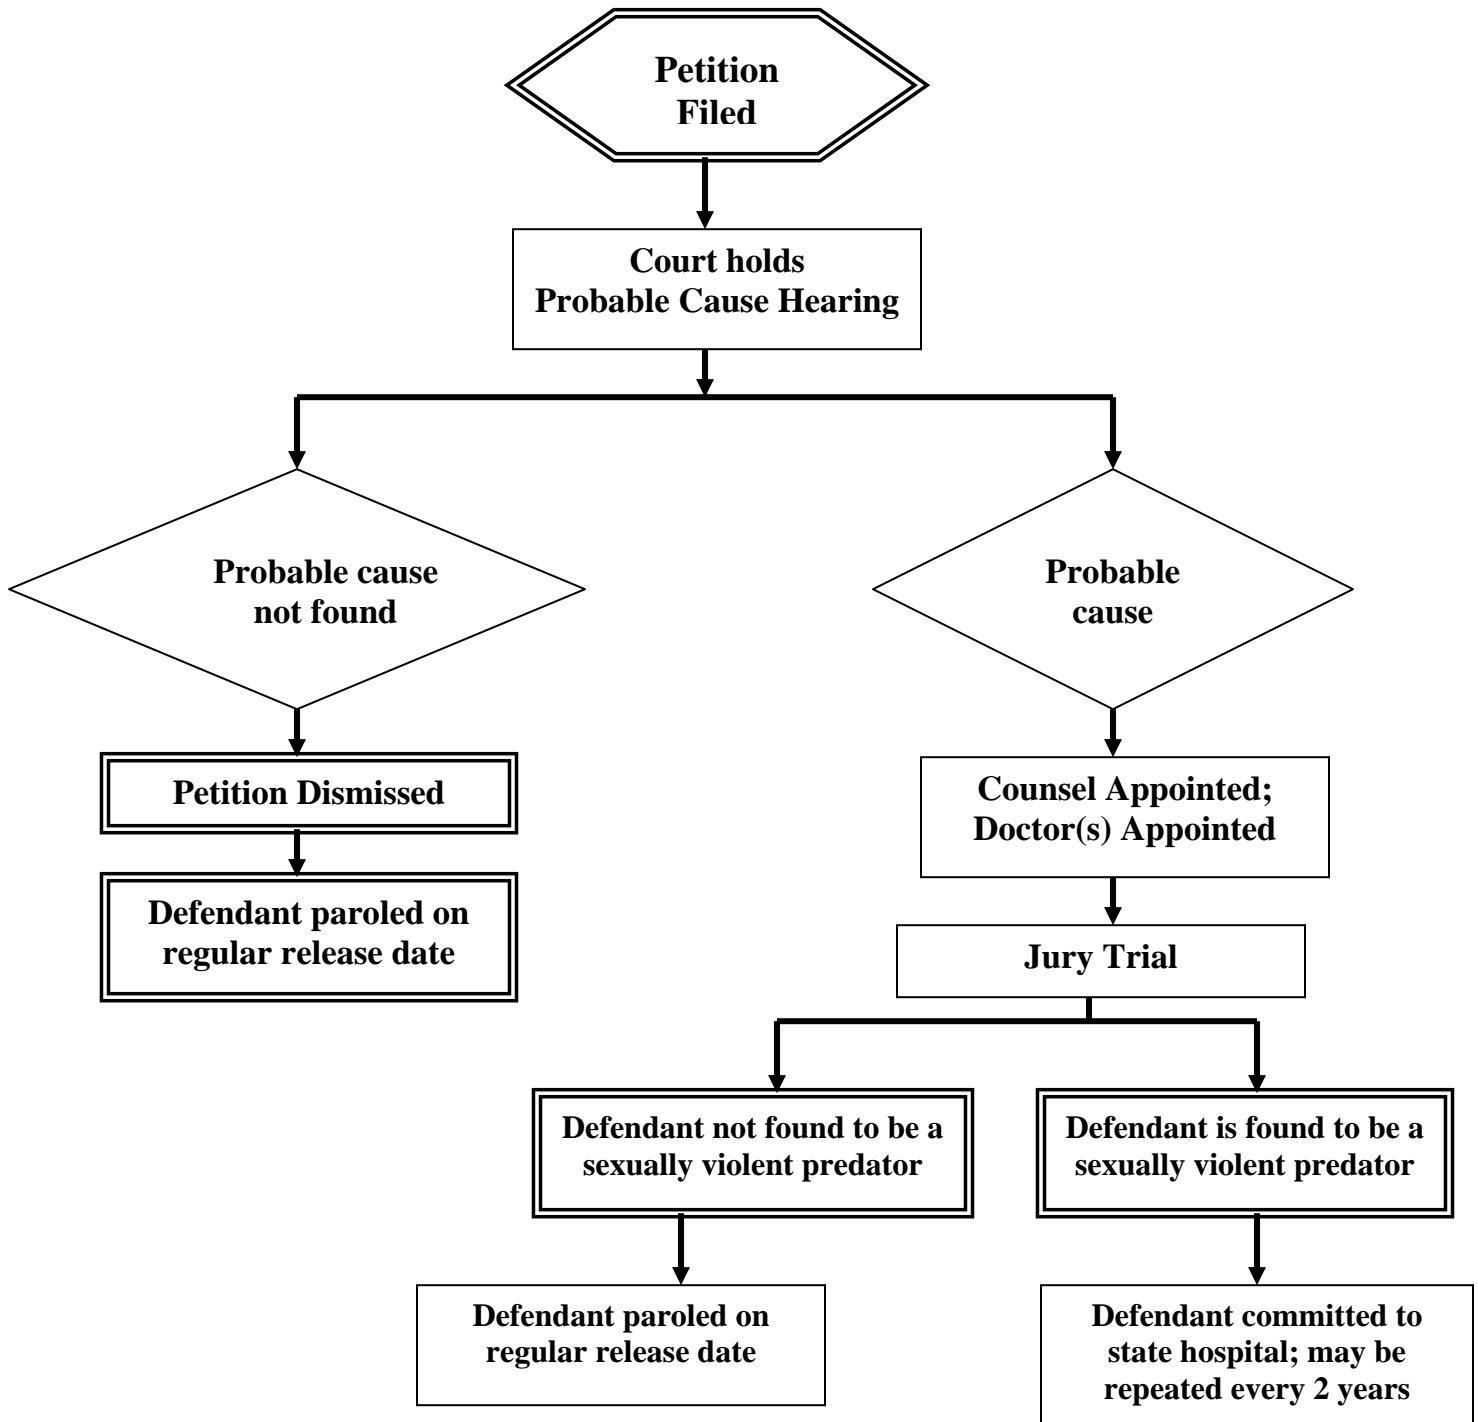 Petition
Filed
Court holds
Probable Cause Hearing
Probable cause
not found
Probable
cause
Petition Dismissed
Counsel Appointed;
Doctor(s) Appointed
Defendant paroled on
regular release date
Jury Trial
Defendant not found to be a
sexually violent predator
Defendant is found to be a
sexually violent predator
Defendant paroled on
regular release date
Defendant committed to
state hospital; may be
repeated every 2 years